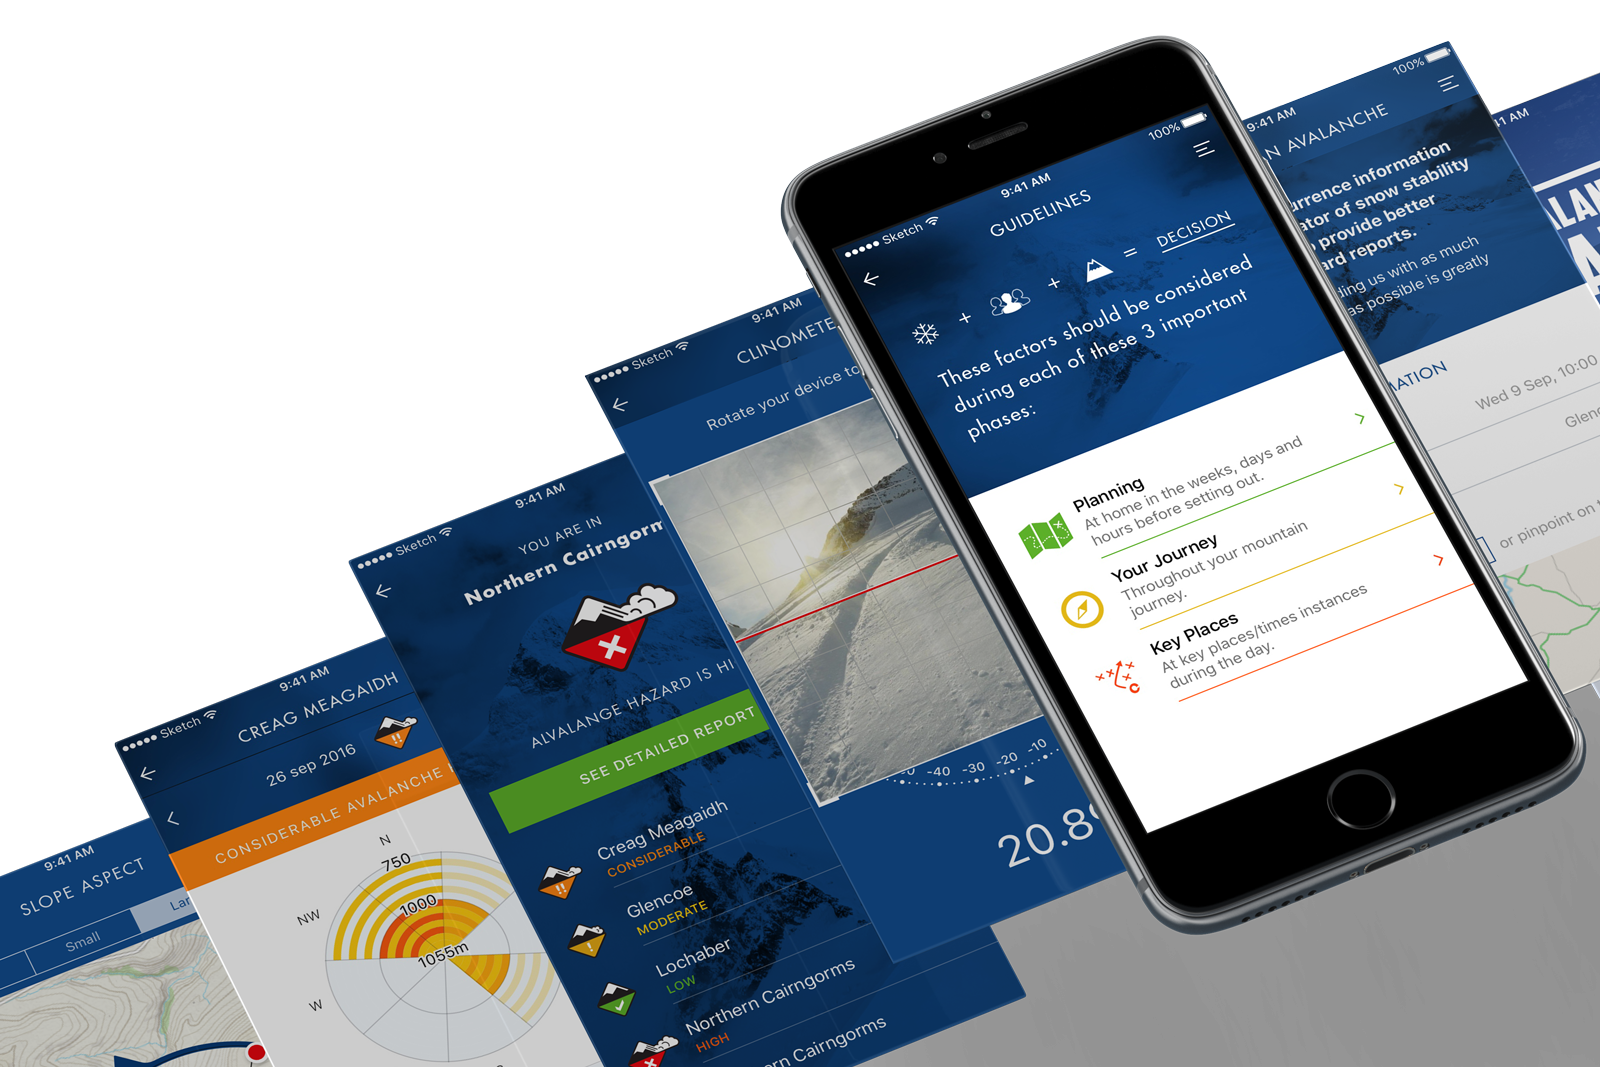 9:41 AM
SLOPE ASPECT
Small
Sketch
9:41 AM
CREAG MEAGAIDH
26 sep 2016
CONSIDERABLE AVALANCHE
N
750
NW
1000
1055m
W
Sketch
9:41 AM
YOU ARE IN
Northern Cairngorm
ALVALANGE HAZARD IS HI
SEE DETAILED REPORT
Creag Meagaidh
CONSIDERABLE
Glencoe
MODERATE
Lochaber
LOW
Northern Cairngorms
HIGH
rn Cairngorms
Sketch
9:41 AM
CLINOMETE
Rotate your device to
-40 -30 -20 -10
20.8
Sketch
9:41 AM
100%
GUIDELINES
+ + = DECISION
These factors should be considered
during each of these 3 important
phases:
Planning
At home in the weeks, days and
hours before setting out.
Your Journey
Throughout your mountain
journey.
Key Places
At key places/times instances
during the day.
9:41 AM
100%
N AVALANCHE
urrence information
ator of snow stability
provide better
ard reports.
ding us with as much
as possible is greatly
MATION
Wed 9 Sep, 10:00
Glen
or pinpoint on
41 AM
LAN
A